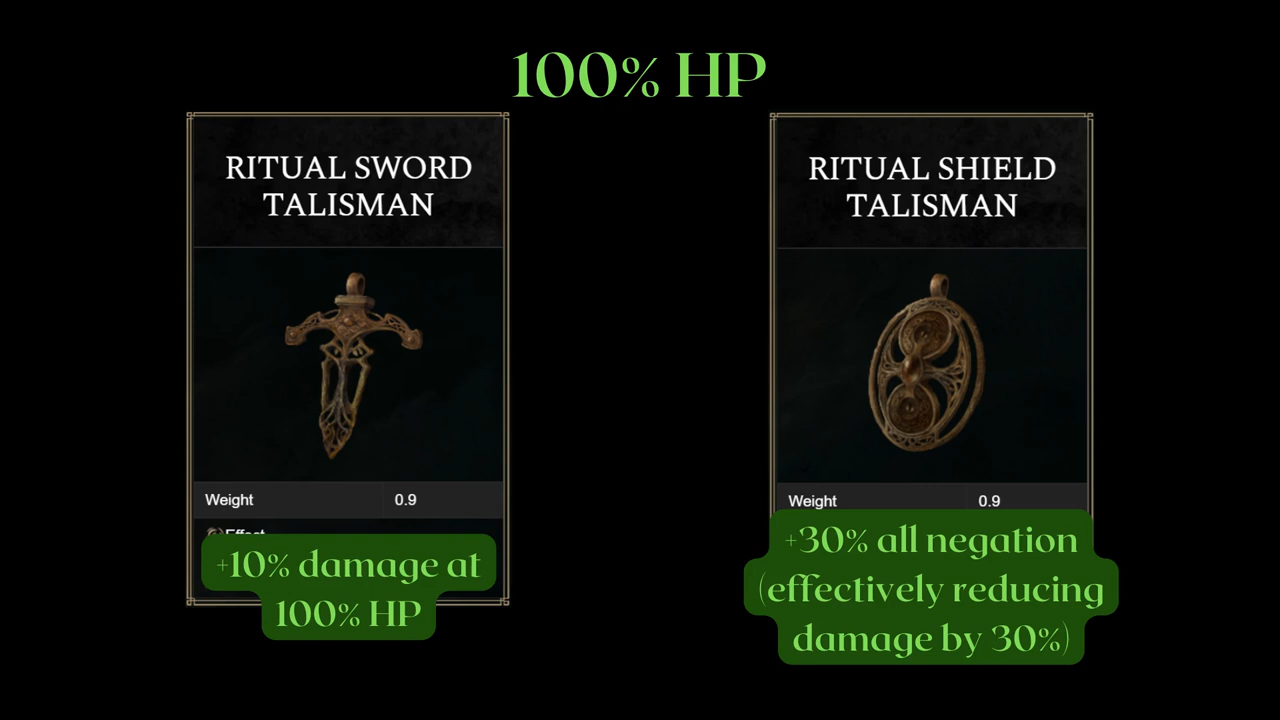 100% HP
RITUAL SWORD
TALISMAN
Weight 0.9
Effect
+10% damage at
100% HP
RITUAL SHIELD
TALISMAN
Weight 0.9
+30% all negation
(effectively reducing
damage by 30%)